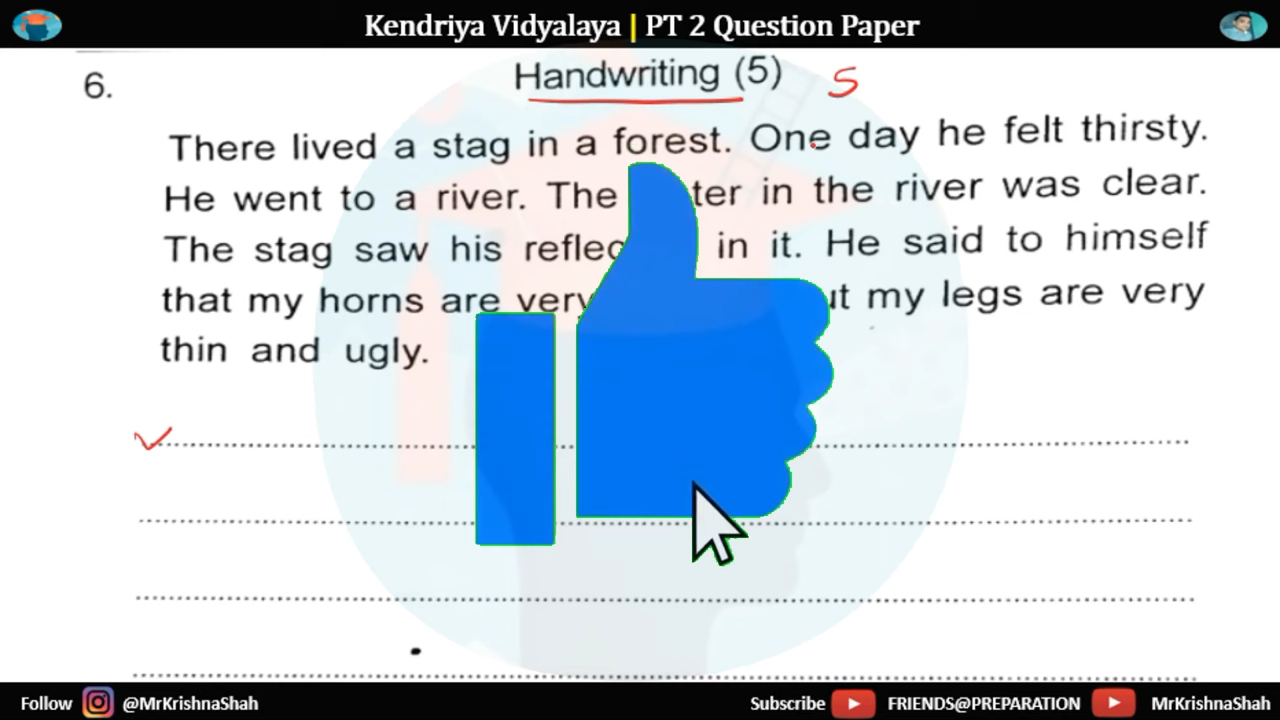 Kendriya Vidyalaya | PT 2 Question Paper
6.
Handwriting (5) 5
There lived a stag in a forest. One day he felt thirsty.
He went to a river. The in the river was clear.
The stag saw his in it. He said to himself
that my horns are very my legs are very
thin and ugly.
Follow @MrKrishnaShah
Subscribe FRIENDS@PREPARATION MrKrishnaShah